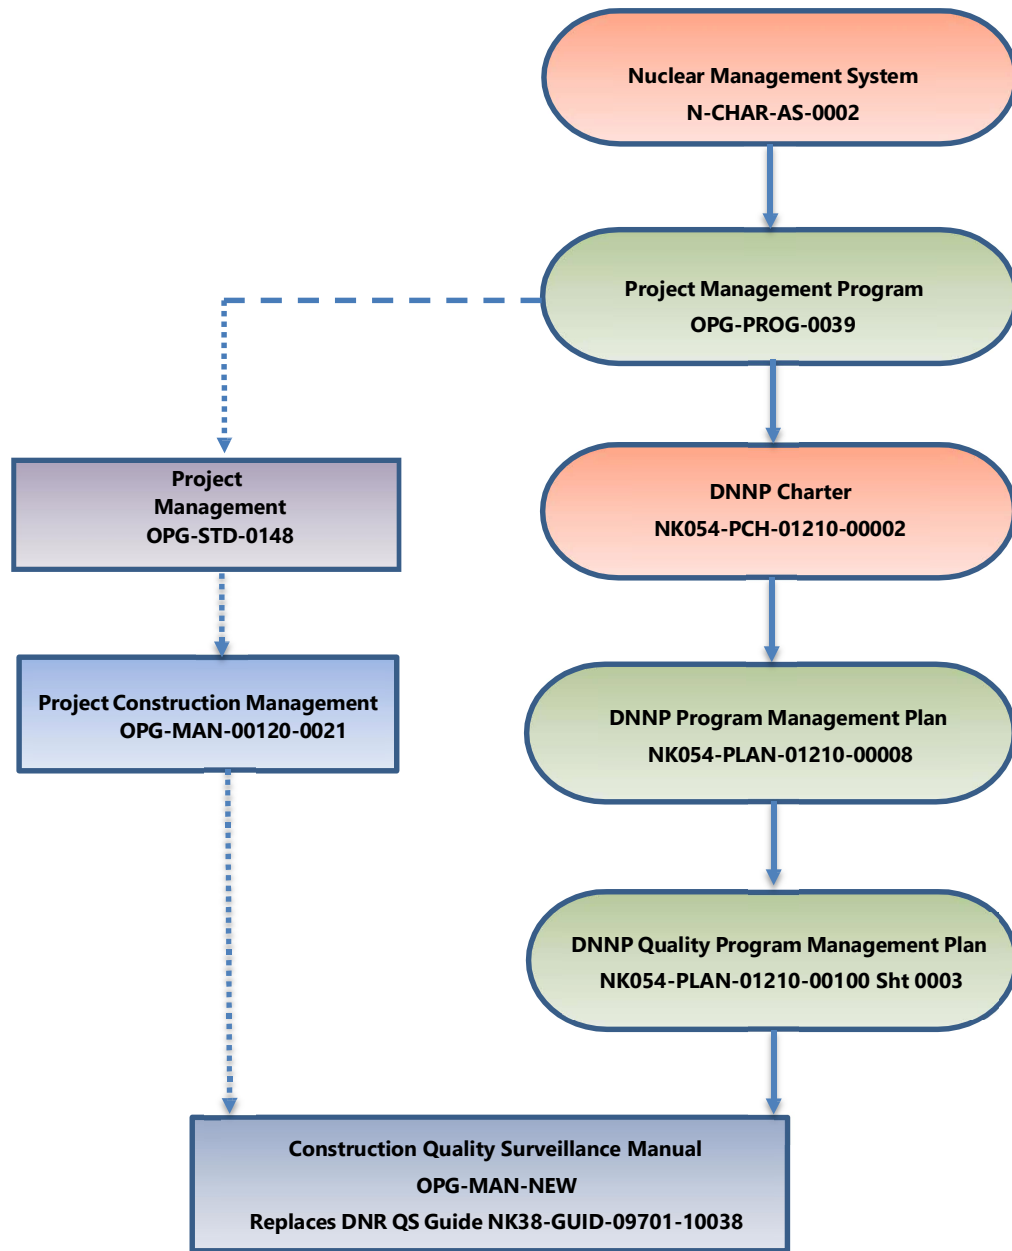 Nuclear Management System
N-CHAR-AS-0002
Project Management Program
OPG-PROG-0039
Project
Management
OPG-STD-0148
DNNP Charter
NK054-PCH-01210-00002
Project Construction Management
OPG-MAN-00120-0021
DNNP Program Management Plan
NK054-PLAN-01210-00008
DNNP Quality Program Management Plan
NK054-PLAN-01210-00100 Sht 0003
Construction Quality Surveillance Manual
OPG-MAN-NEW
Replaces DNR QS Guide NK38-GUID-09701-10038